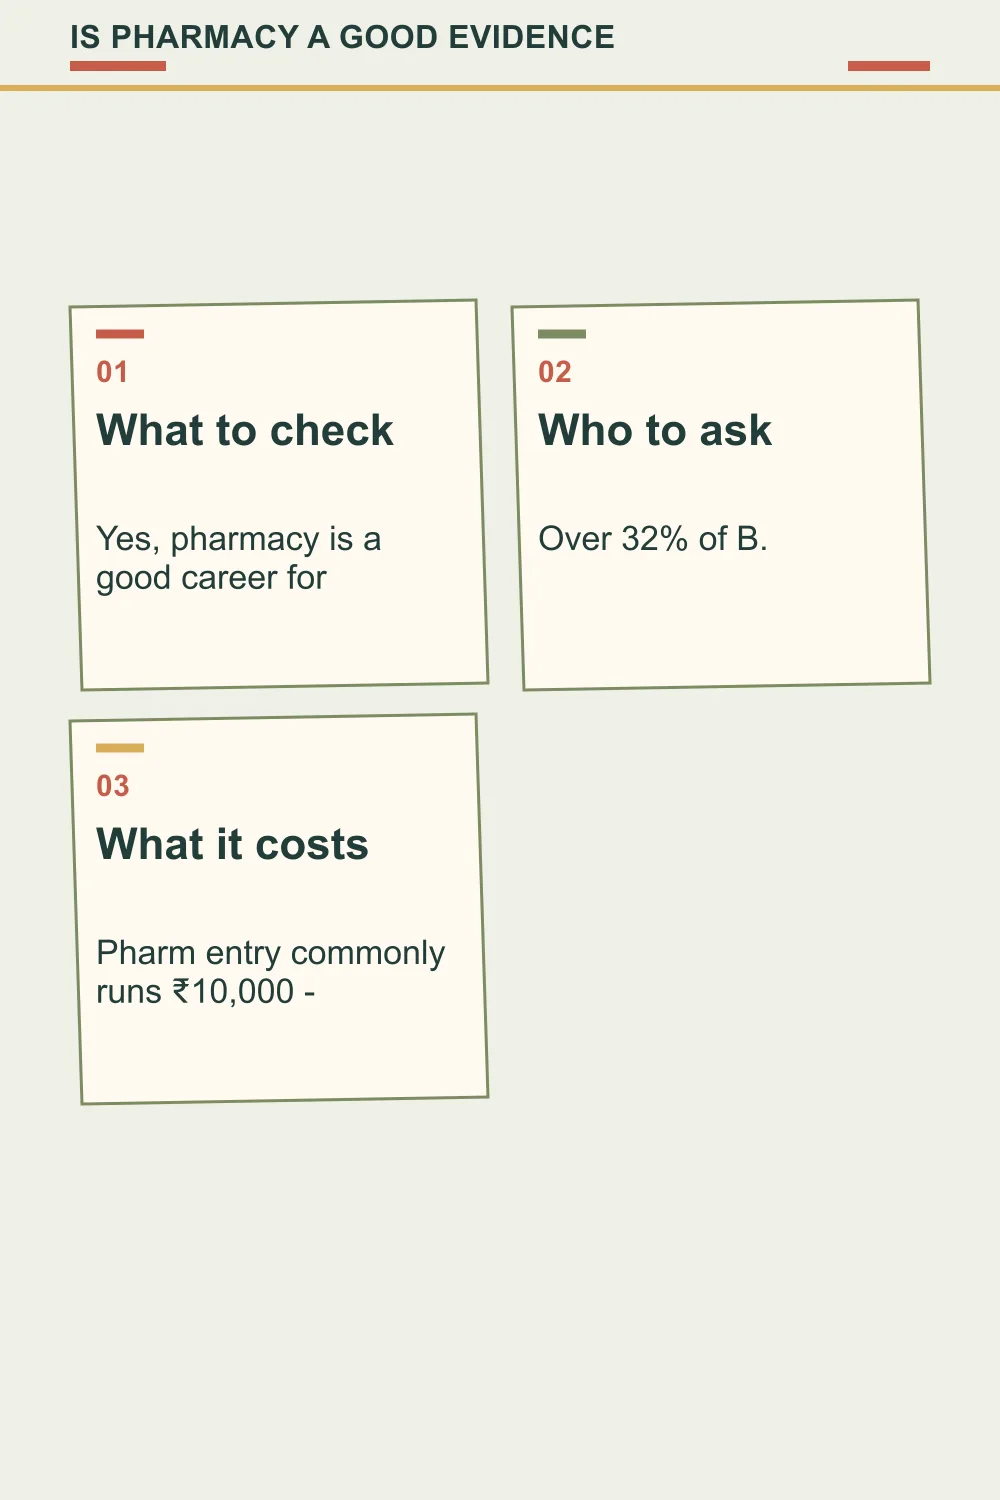 IS PHARMACY A GOOD EVIDENCE
01
What to check
Yes, pharmacy is a
good career for
02
Who to ask
Over 32% of B.
03
What it costs
Pharm entry commonly
runs ₹10,000 -